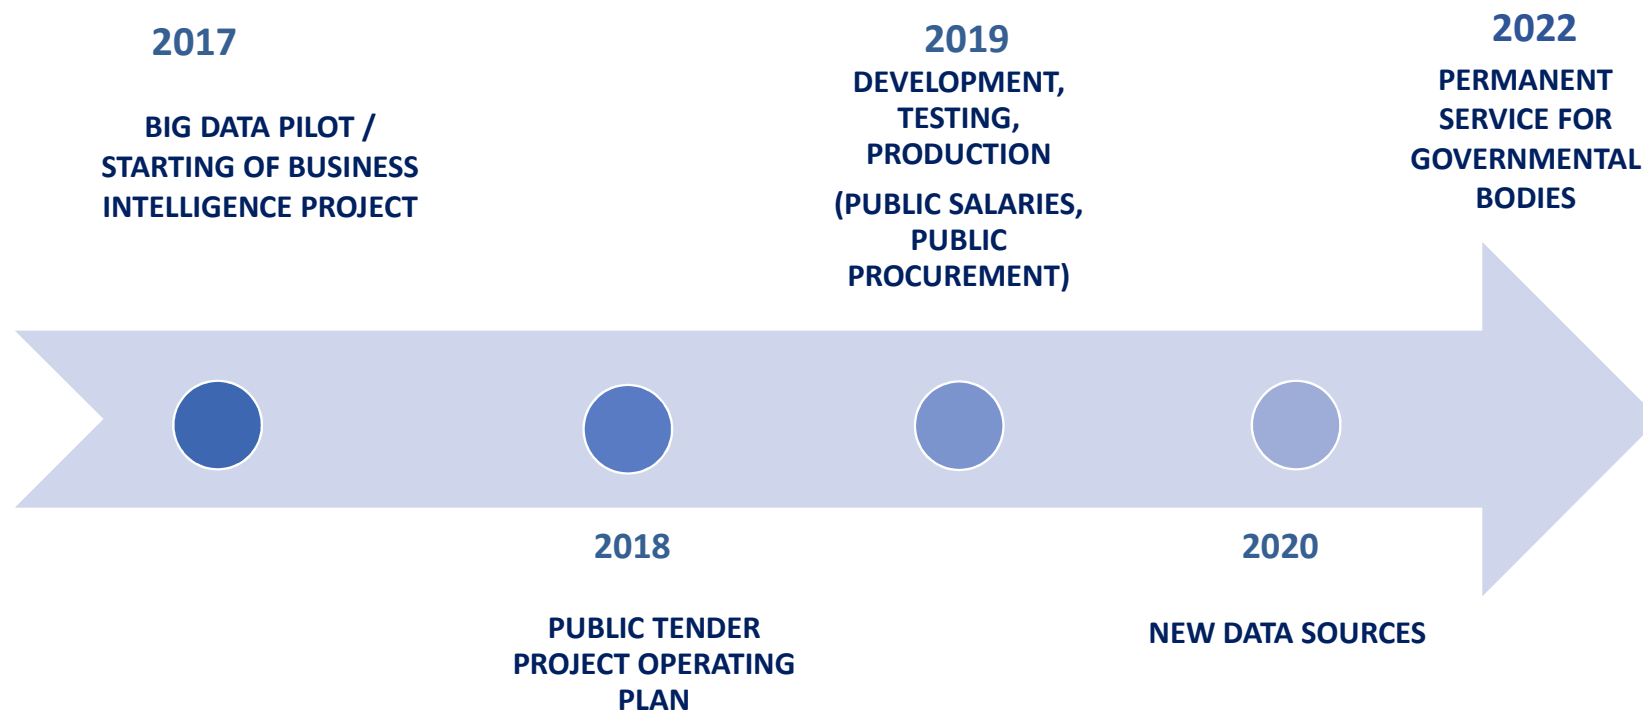 2017
BIG DATA PILOT /
STARTING OF BUSINESS
INTELLIGENCE PROJECT
2018
PUBLIC TENDER
PROJECT OPERATING
PLAN
2019
DEVELOPMENT,
TESTING,
PRODUCTION
(PUBLIC SALARIES,
PUBLIC
PROCUREMENT)
2020
NEW DATA SOURCES
2022
PERMANENT
SERVICE FOR
GOVERNMENTAL
BODIES